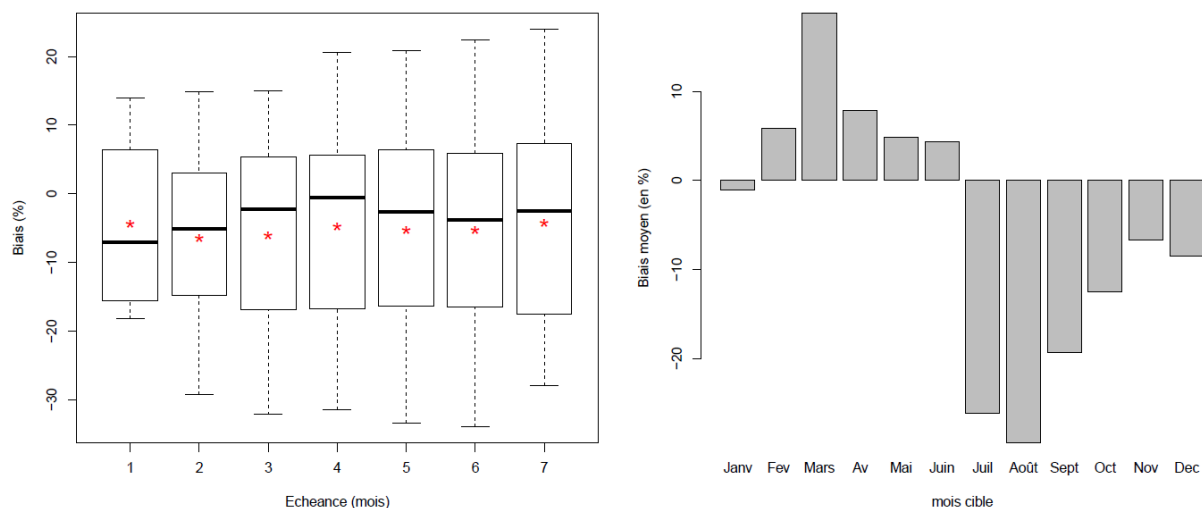 Biais (%)
20
10
0
−10
−20
−30
1 2 3 4 5 6 7
Echeance (mois)
Biais moyen (en %)
10
0
−10
−20
Janv Fev Mars Av Mai Juin Juil Août Sept Oct Nov Dec
mois cible